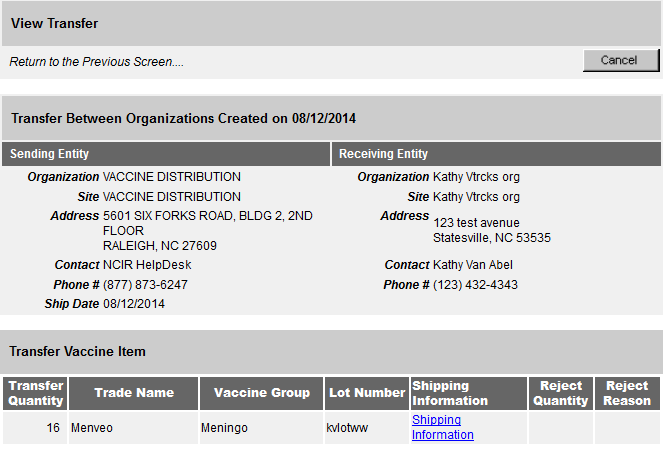 View Transfer
Return to the Previous Screen....
Cancel
Transfer Between Organizations Created on 08/12/2014
Sending Entity
Organization VACCINE DISTRIBUTION
Site VACCINE DISTRIBUTION
Address 5601 SIX FORKS ROAD, BLDG 2, 2ND
FLOOR
RALEIGH, NC 27609
Contact NCIR HelpDesk
Phone # (877) 873-6247
Ship Date 08/12/2014
Receiving Entity
Organization Kathy Vtrcks org
Site Kathy Vtrcks org
Address 123 test avenue
Statesville, NC 53535
Contact Kathy Van Abel
Phone # (123) 432-4343
Transfer Vaccine Item
Transfer
Quantity
Trade Name
Vaccine Group
Lot Number
Shipping
Information
Reject
Quantity
Reject
Reason
16
Menveo
Meningo
kvlotww
Shipping
Information